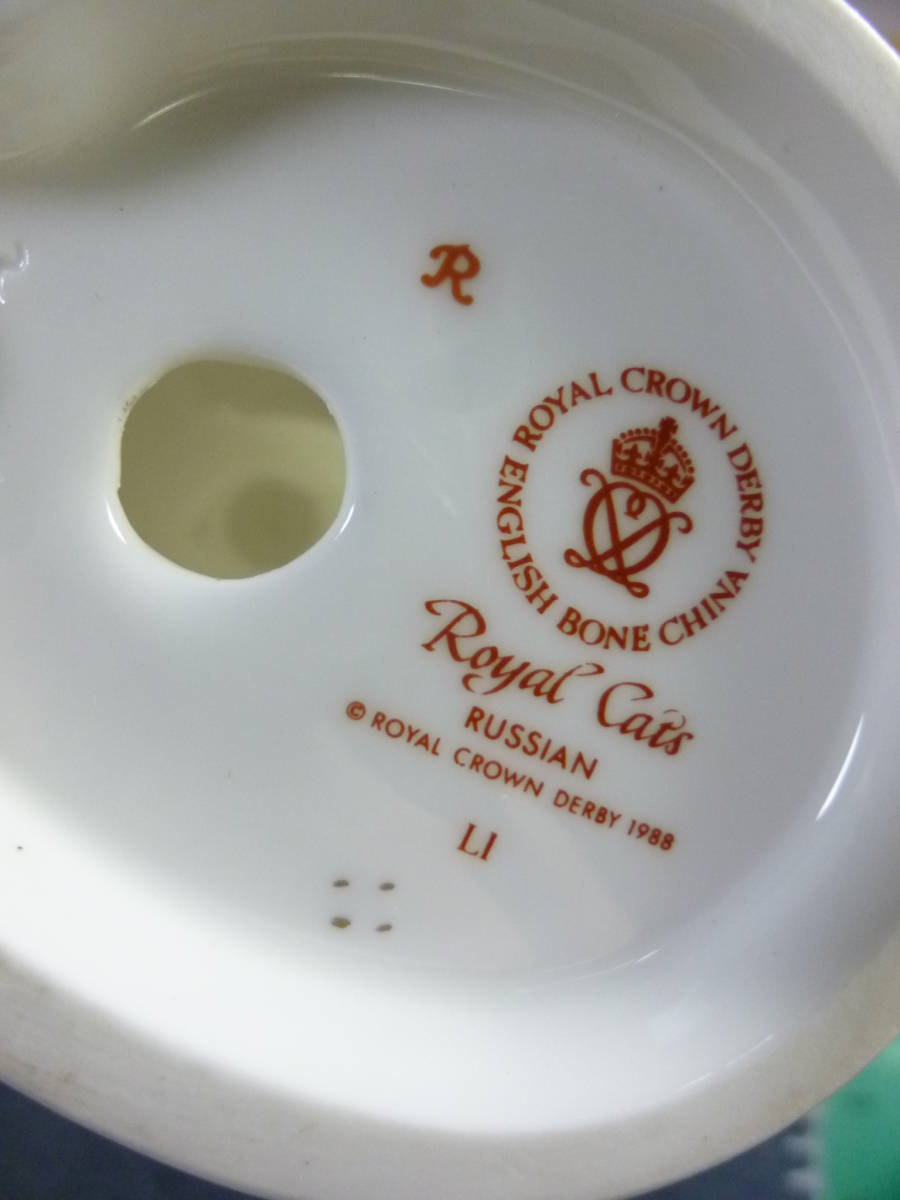 R
ROYAL CROWN DERBY
ENGLISH BONE CHINA
Royal Cats
RUSSIAN
© ROYAL CROWN DERBY 1988
LI